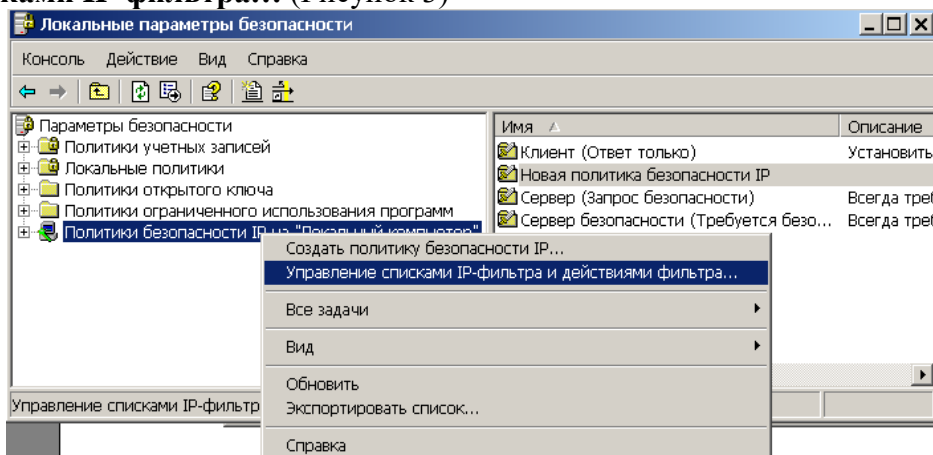 ками IP-фильтра... (Рисунок 3)
Локальные параметры безопасности
Консоль Действие Вид Справка
Параметры безопасности
Политики учетных записей
Локальные политики
Политики открытого ключа
Политики ограниченного использования программ
Политики безопасности IP на "Локальный компьютер"
Имя Описание
Клиент (Ответ только) Установить
Новая политика безопасности IP
Сервер (Запрос безопасности) Всегда треб
Сервер безопасности (Требуется безо... Всегда треб
Создать политику безопасности IP...
Управление списками IP-фильтра и действиями фильтра...
Все задачи
Вид
Обновить
Экспортировать список...
Справка
Управление списками IP-фильтр